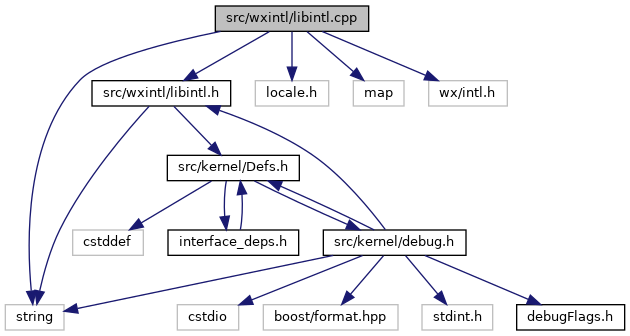 src/wxintl/libintl.cpp
src/wxintl/libintl.h
locale.h
map
wx/intl.h
src/kernel/Defs.h
cstddef
interface_deps.h
src/kernel/debug.h
string
cstdio
boost/format.hpp
stdint.h
debugFlags.h